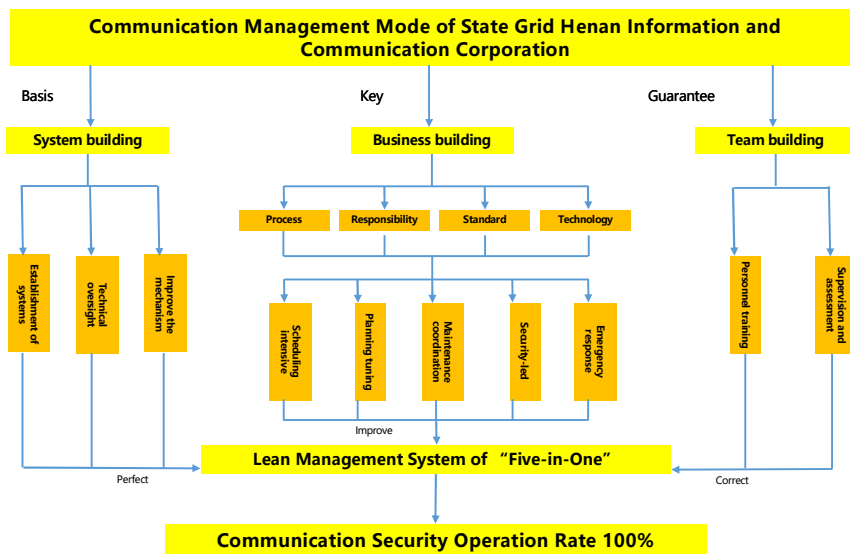 Communication Management Mode of State Grid Henan Information and
Communication Corporation
Basis
Key
Guarantee
System building
Business building
Team building
Process
Responsibility
Standard
Technology
Establishment of
systems
Technical
oversight
Improve the
mechanism
Scheduling
intensive
Planning tuning
Maintenance
coordination
Security-led
Emergency
response
Personnel training
Supervision and
assessment
Improve
Lean Management System of “Five-in-One”
Perfect
Correct
Communication Security Operation Rate 100%